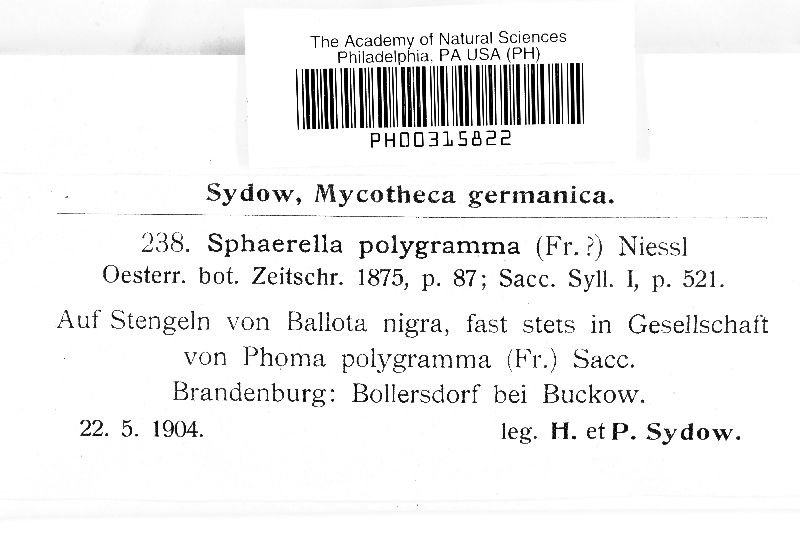 The Academy of Natural Sciences
Philadelphia, PA USA (PH)
PH00315822
Sydow, Mycotheca germanica.
238. Sphaerella polygramma (Fr. ?) Niessl
Oesterr. bot. Zeitschr. 1875, p. 87; Sacc. Syll. I, p. 521.
Auf Stengeln von Ballota nigra, fast stets in Gesellschaft
von Phoma polygramma (Fr.) Sacc.
Brandenburg: Bollersdorf bei Buckow.
22. 5. 1904. leg. H. et P. Sydow.